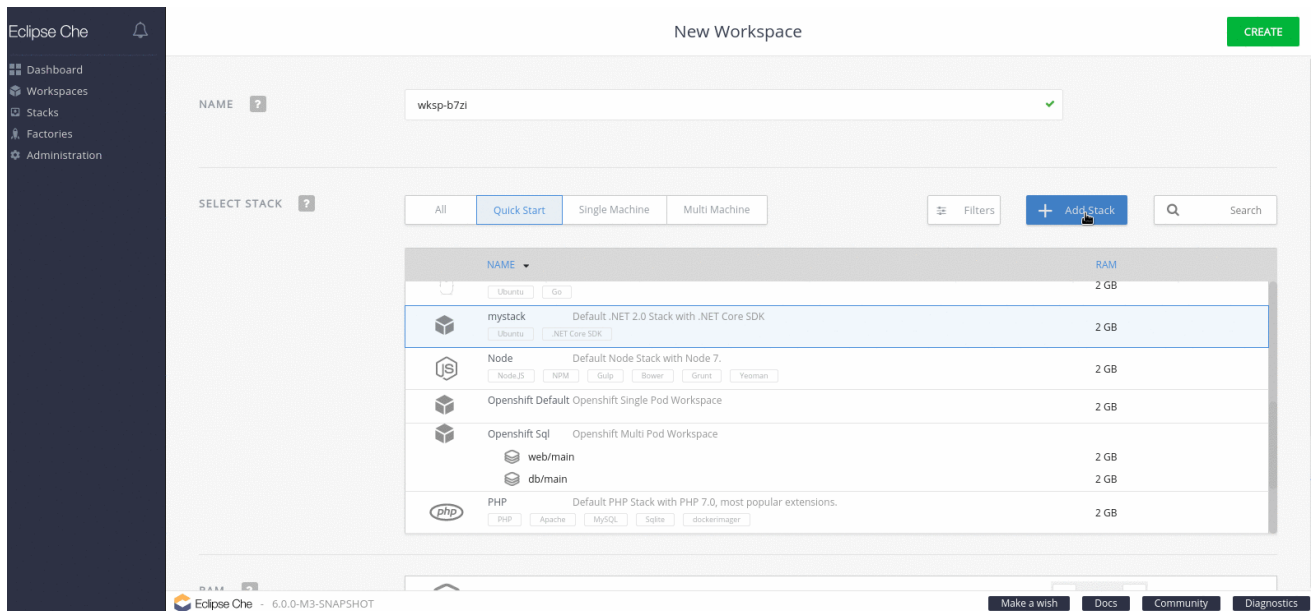 Eclipse Che
New Workspace
CREATE
Dashboard
Workspaces
Stacks
Factories
Administration
NAME ?
wksp-b7zi
SELECT STACK ?
All Quick Start Single Machine Multi Machine Filters + Add Stack Search
NAME RAM
Ubuntu Go 2 GB
mystack Default .NET 2.0 Stack with .NET Core SDK
Ubuntu .NET Core SDK 2 GB
Node Default Node Stack with Node 7.
JS 2 GB
Node.JS NPM Gulp Bower Grunt Yeoman
Openshift Default Openshift Single Pod Workspace 2 GB
Openshift Sql Openshift Multi Pod Workspace
web/main 2 GB
db/main 2 GB
PHP Default PHP Stack with PHP 7.0, most popular extensions.
php 2 GB
PHP Apache MySQL Sqlite dockerimager
RAM ?
Eclipse Che - 6.0.0-M3-SNAPSHOT Make a wish Docs Community Diagnostics